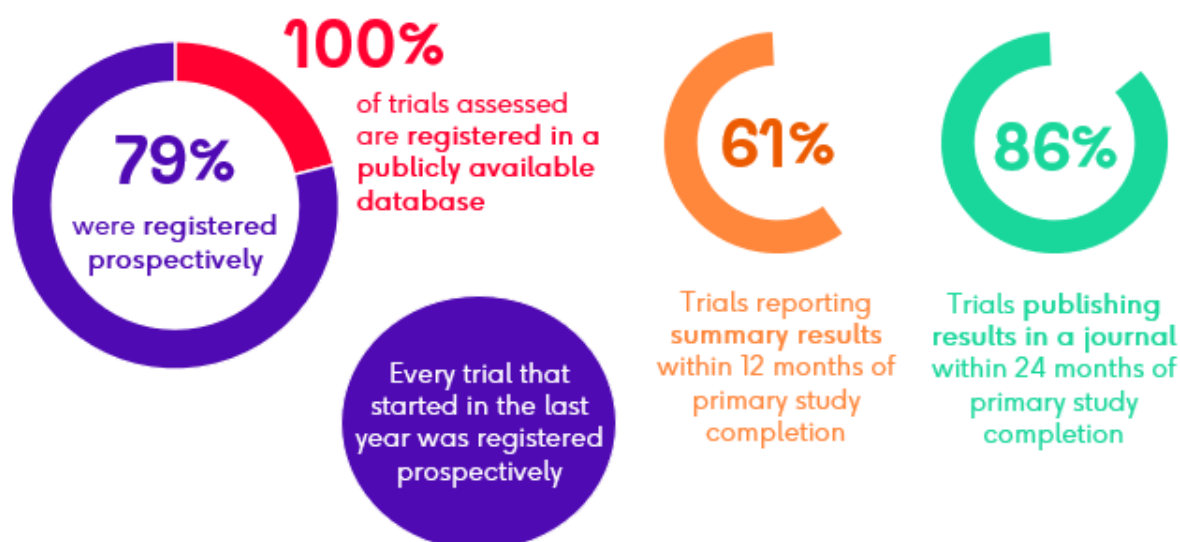 100%
of trials assessed
are registered in a
publicly available
database
79%
were registered
prospectively
Every trial that
started in the last
year was registered
prospectively
61%
Trials reporting
summary results
within 12 months of
primary study
completion
86%
Trials publishing
results in a journal
within 24 months of
primary study
completion